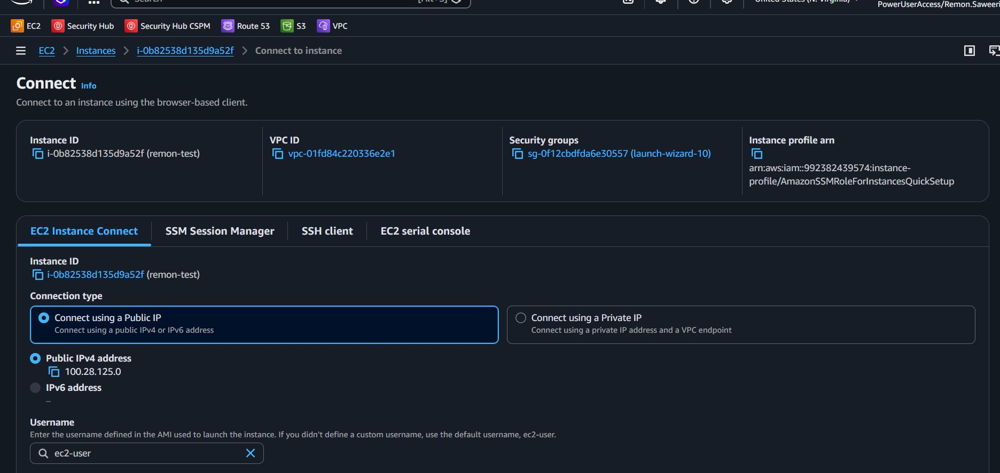 Search [Alt+S] United States (N. Virginia) PowerUserAccess/Remon.Saweeri
EC2 Security Hub Security Hub CSPM Route 53 S3 VPC
EC2 > Instances > i-0b82538d135d9a52f > Connect to instance
Connect Info
Connect to an instance using the browser-based client.
Instance ID VPC ID Security groups Instance profile arn
i-0b82538d135d9a52f (remon-test) vpc-01fd84c220336e2e1 sg-0f12cbdfda6e30557 (launch-wizard-10)
arn:aws:iam::992382439574:instance-
profile/AmazonSSMRoleForInstancesQuickSetup
EC2 Instance Connect SSM Session Manager SSH client EC2 serial console
Instance ID
i-0b82538d135d9a52f (remon-test)
Connection type
Connect using a Public IP Connect using a Private IP
Connect using a public IPv4 or IPv6 address Connect using a private IP address and a VPC endpoint
Public IPv4 address
100.28.125.0
IPv6 address
–
Username
Enter the username defined in the AMI used to launch the instance. If you didn't define a custom username, use the default username, ec2-user.
ec2-user